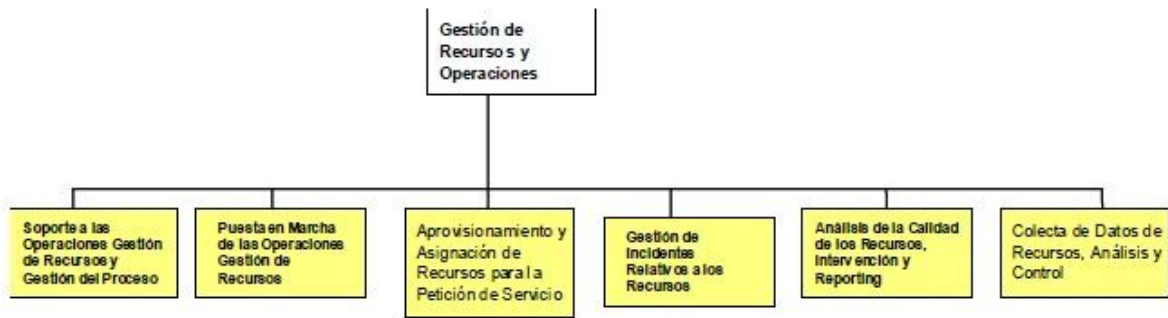 Gestión de
Recursos y
Operaciones
Soporte a las
Operaciones Gestión
de Recursos y
Gestión del Proceso
Puesta en Marcha
de las Operaciones
Gestión de
Recursos
Aprovisionamiento y
Asignación de
Recursos para la
Petición de Servicio
Gestión de
Incidentes
Relativos a los
Recursos
Análisis de la Calidad
de los Recursos,
Intervención y
Reporting
Colecta de Datos de
Recursos, Análisis y
Control